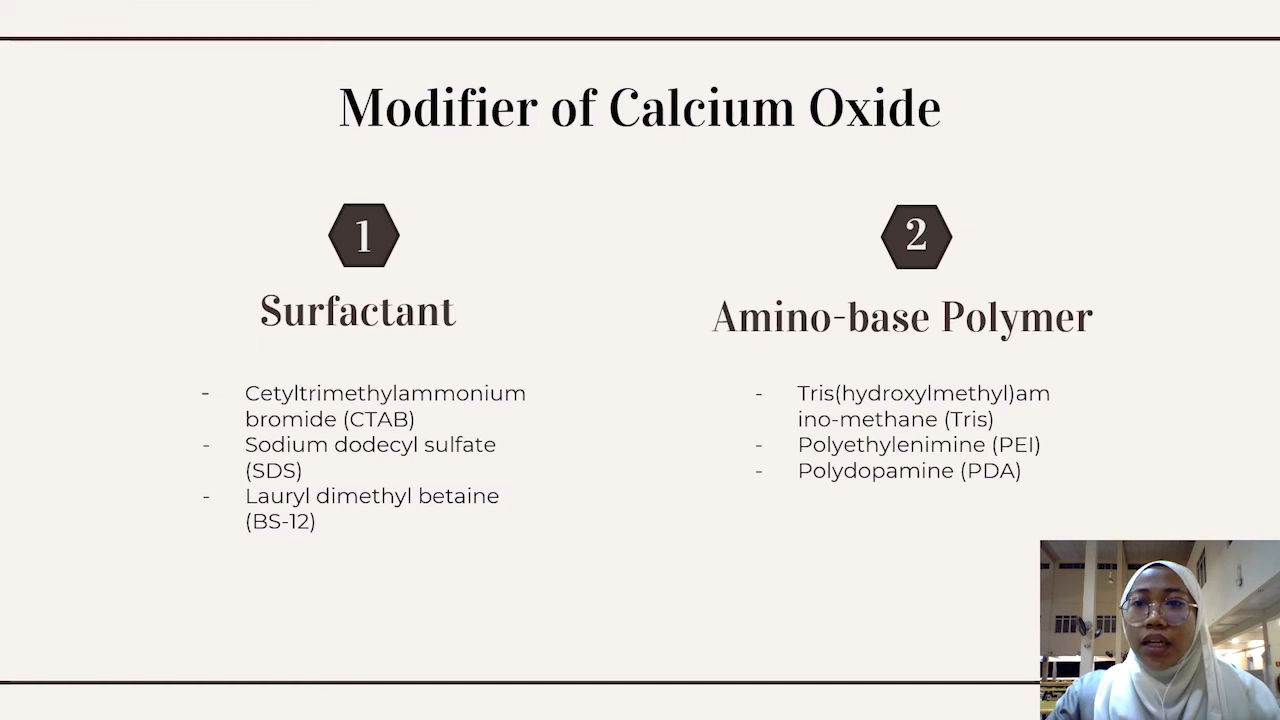 Modifier of Calcium Oxide
1
Surfactant
- Cetyltrimethylammonium
bromide (CTAB)
- Sodium dodecyl sulfate
(SDS)
- Lauryl dimethyl betaine
(BS-12)
2
Amino-base Polymer
- Tris(hydroxylmethyl)am
ino-methane (Tris)
- Polyethylenimine (PEI)
- Polydopamine (PDA)